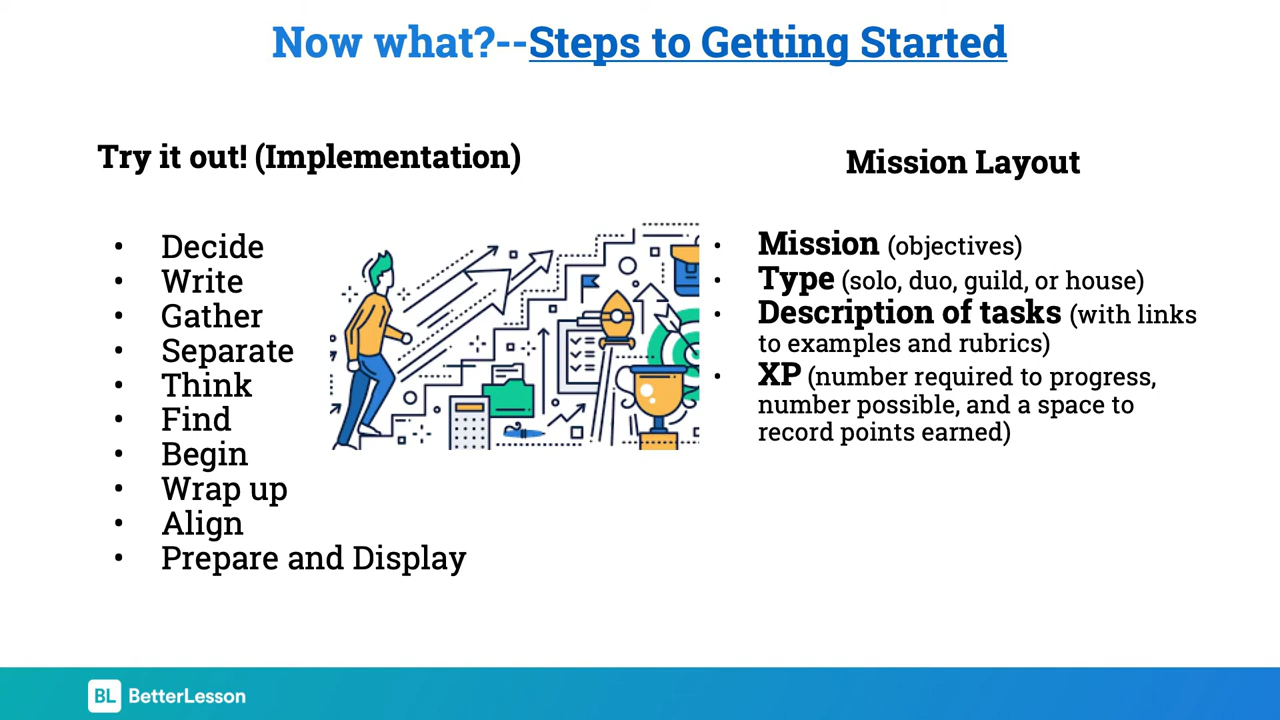 Now what?--Steps to Getting Started
Try it out! (Implementation)
• Decide
• Write
• Gather
• Separate
• Think
• Find
• Begin
• Wrap up
• Align
• Prepare and Display
Mission Layout
• Mission (objectives)
• Type (solo, duo, guild, or house)
• Description of tasks (with links
to examples and rubrics)
• XP (number required to progress,
number possible, and a space to
record points earned)
BL BetterLesson